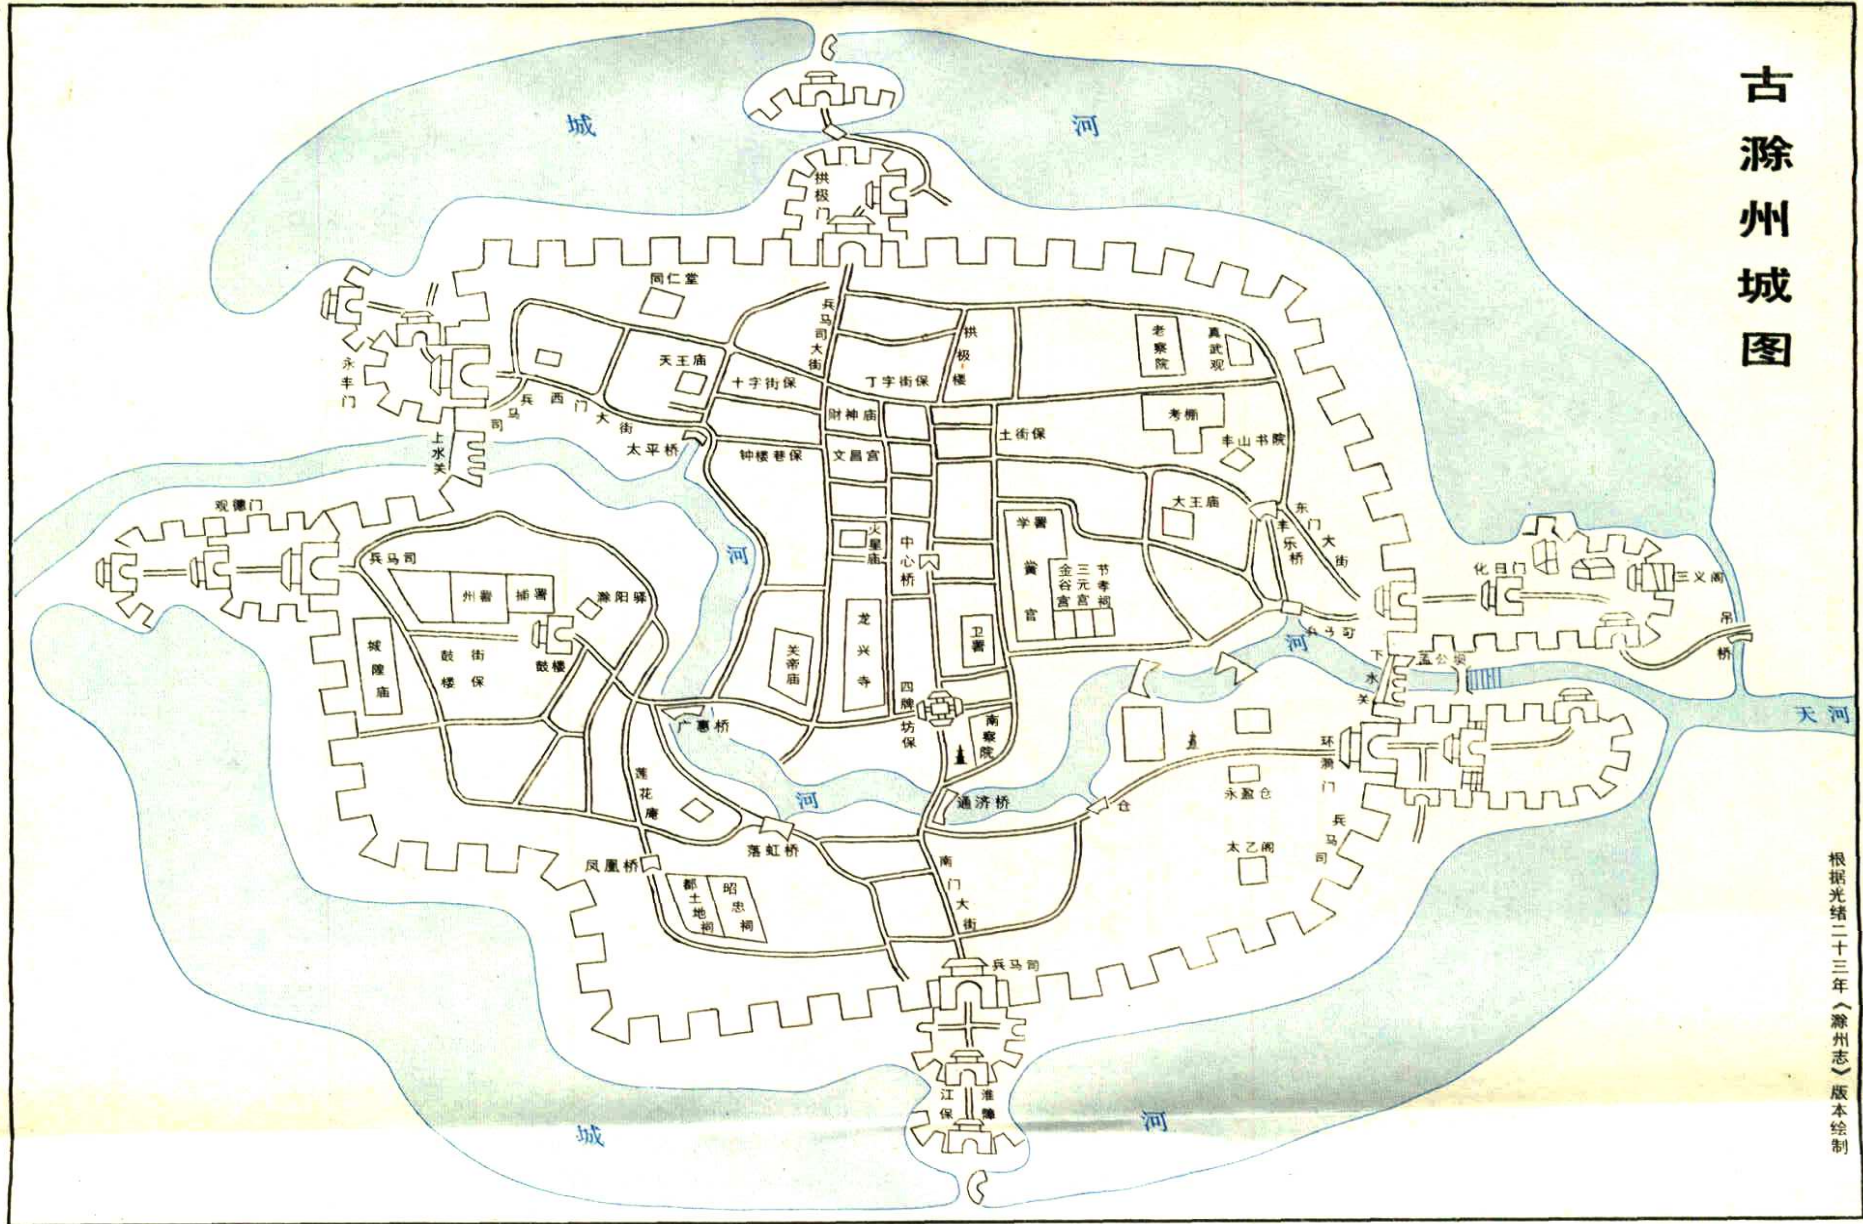 古滁州城图
城
河
拱极门
同仁堂
兵马司大街
拱极楼
老察院
真武观
永丰门
天王庙
十字街保
丁字街保
兵马司
西门大街
财神庙
土街保
考棚
丰山书院
上水关
太平桥
钟楼巷保
文昌宫
观德门
大王庙
东门大街
丰乐桥
学署
黉宫
火星庙
中心桥
河
兵马司
州署
捕署
滁阳驿
金谷宫
三元宫
节孝祠
化日门
三义阁
吊桥
城隍庙
鼓楼街保
鼓楼
关帝庙
龙兴寺
卫署
兵马司
河
下水关
孟公坝
四牌坊保
南察院
广惠桥
天河
环漪门
莲花庵
河
通济桥
仓
永盈仓
兵马司
落虹桥
凤凰桥
太乙阁
南门大街
都土地祠
昭忠祠
兵马司
江淮保障
城
河
根据光绪二十三年《滁州志》版本绘制